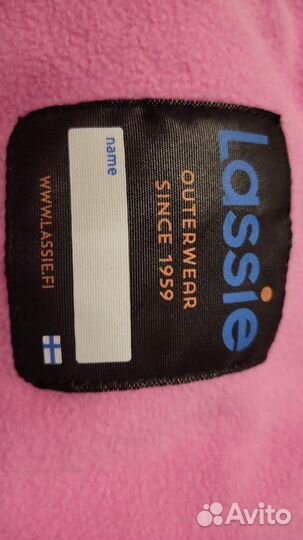 Lassie
OUTERWEAR
SINCE 1959
name
WWW.LASSIE.FI
Avito